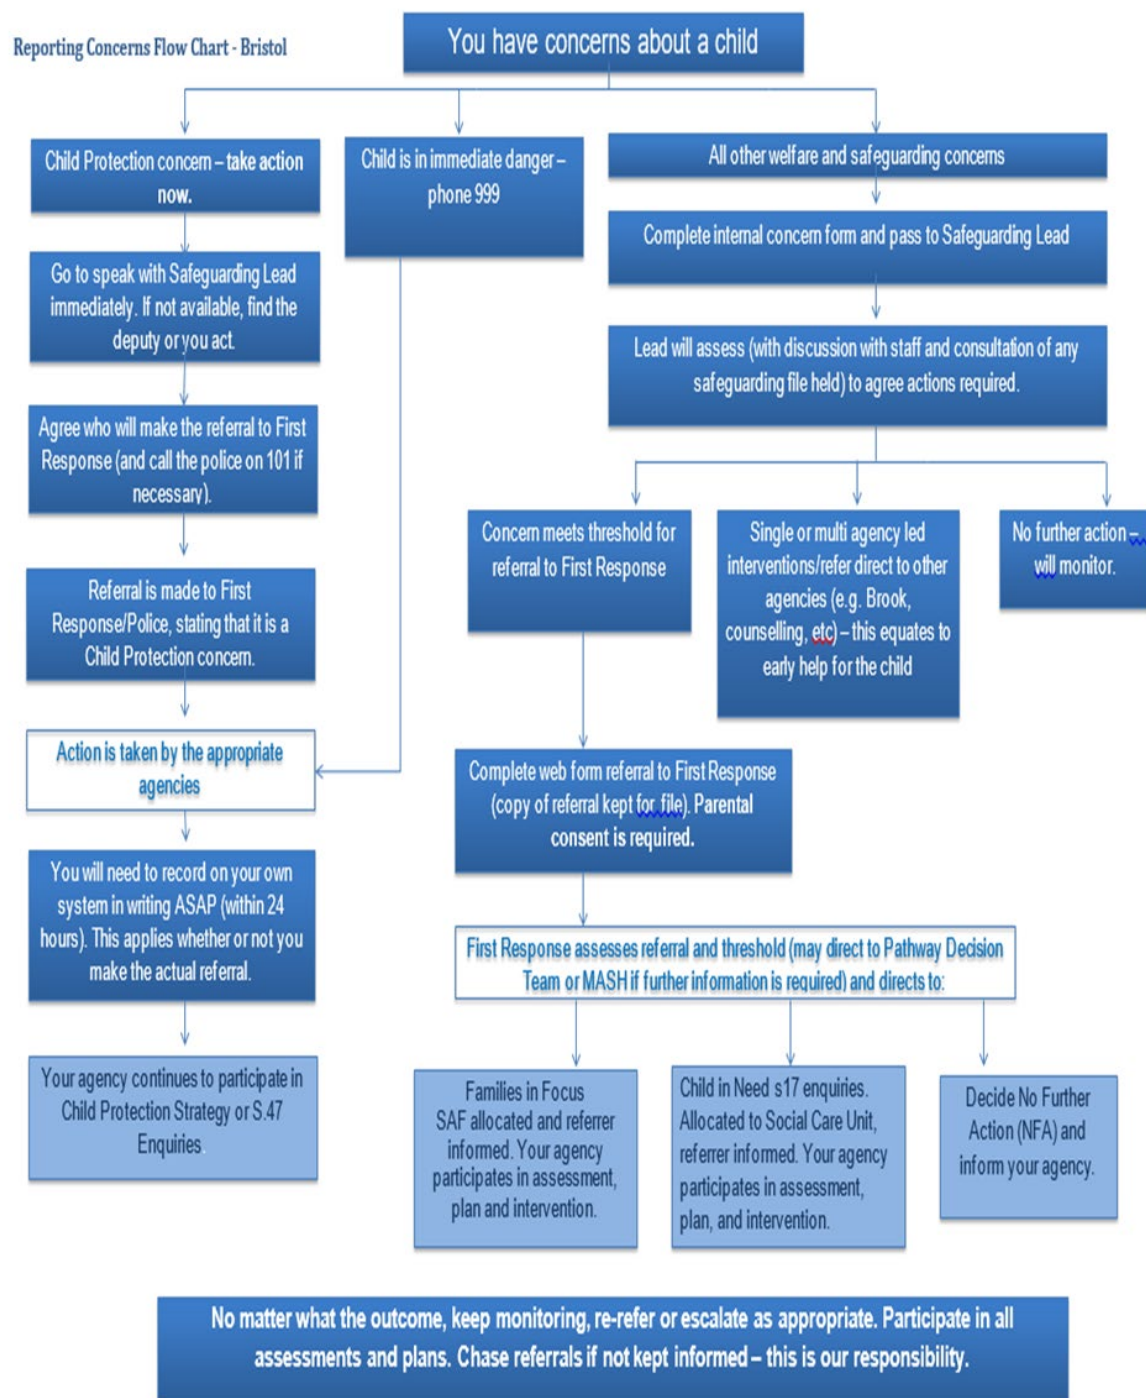 Reporting Concerns Flow Chart - Bristol
You have concerns about a child
Child Protection concern – take action
now.
Go to speak with Safeguarding Lead
immediately. If not available, find the
deputy or you act.
Agree who will make the referral to First
Response (and call the police on 101 if
necessary).
Referral is made to First
Response/Police, stating that it is a
Child Protection concern.
Action is taken by the appropriate
agencies
You will need to record on your own
system in writing ASAP (within 24
hours). This applies whether or not you
make the actual referral.
Your agency continues to participate in
Child Protection Strategy or S.47
Enquiries.
Child is in immediate danger –
phone 999
All other welfare and safeguarding concerns
Complete internal concern form and pass to Safeguarding Lead
Lead will assess (with discussion with staff and consultation of any
safeguarding file held) to agree actions required.
Concern meets threshold for
referral to First Response
Single or multi agency led
interventions/refer direct to other
agencies (e.g. Brook,
counselling, etc) – this equates to
early help for the child
No further action –
will monitor.
Complete web form referral to First Response
(copy of referral kept for file). Parental
consent is required.
First Response assesses referral and threshold (may direct to Pathway Decision
Team or MASH if further information is required) and directs to:
Families in Focus
SAF allocated and referrer
informed. Your agency
participates in assessment,
plan and intervention.
Child in Need s17 enquiries.
Allocated to Social Care Unit,
referrer informed. Your agency
participates in assessment,
plan, and intervention.
Decide No Further
Action (NFA) and
inform your agency.
No matter what the outcome, keep monitoring, re-refer or escalate as appropriate. Participate in all
assessments and plans. Chase referrals if not kept informed – this is our responsibility.